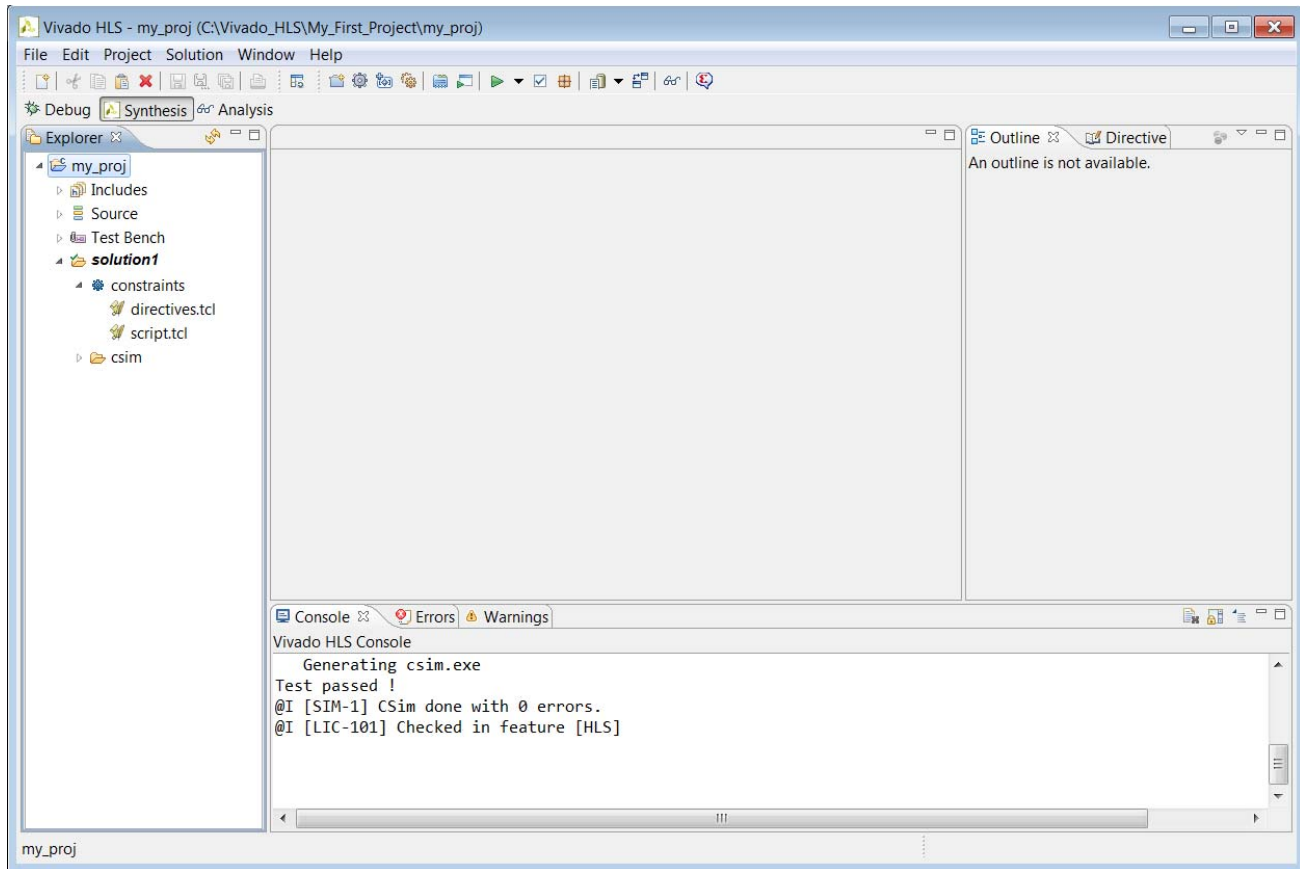 Vivado HLS - my_proj (C:\Vivado_HLS\My_First_Project\my_proj)
File Edit Project Solution Window Help
Debug Synthesis Analysis
Explorer
my_proj
Includes
Source
Test Bench
solution1
constraints
directives.tcl
script.tcl
csim
Outline Directive
An outline is not available.
Console Errors Warnings
Vivado HLS Console
Generating csim.exe
Test passed !
@I [SIM-1] CSim done with 0 errors.
@I [LIC-101] Checked in feature [HLS]
my_proj